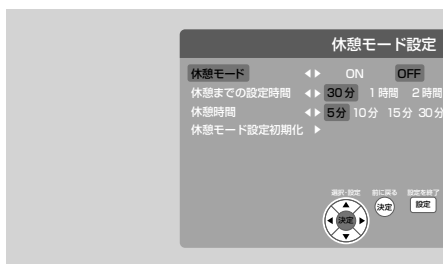 休憩モード設定
休憩モード ON OFF
休憩までの設定時間 30分 1時間 2時間
休憩時間 5分 10分 15分 30分
休憩モード設定初期化
選択・設定 前に戻る 設定を終了
決定 決定 設定